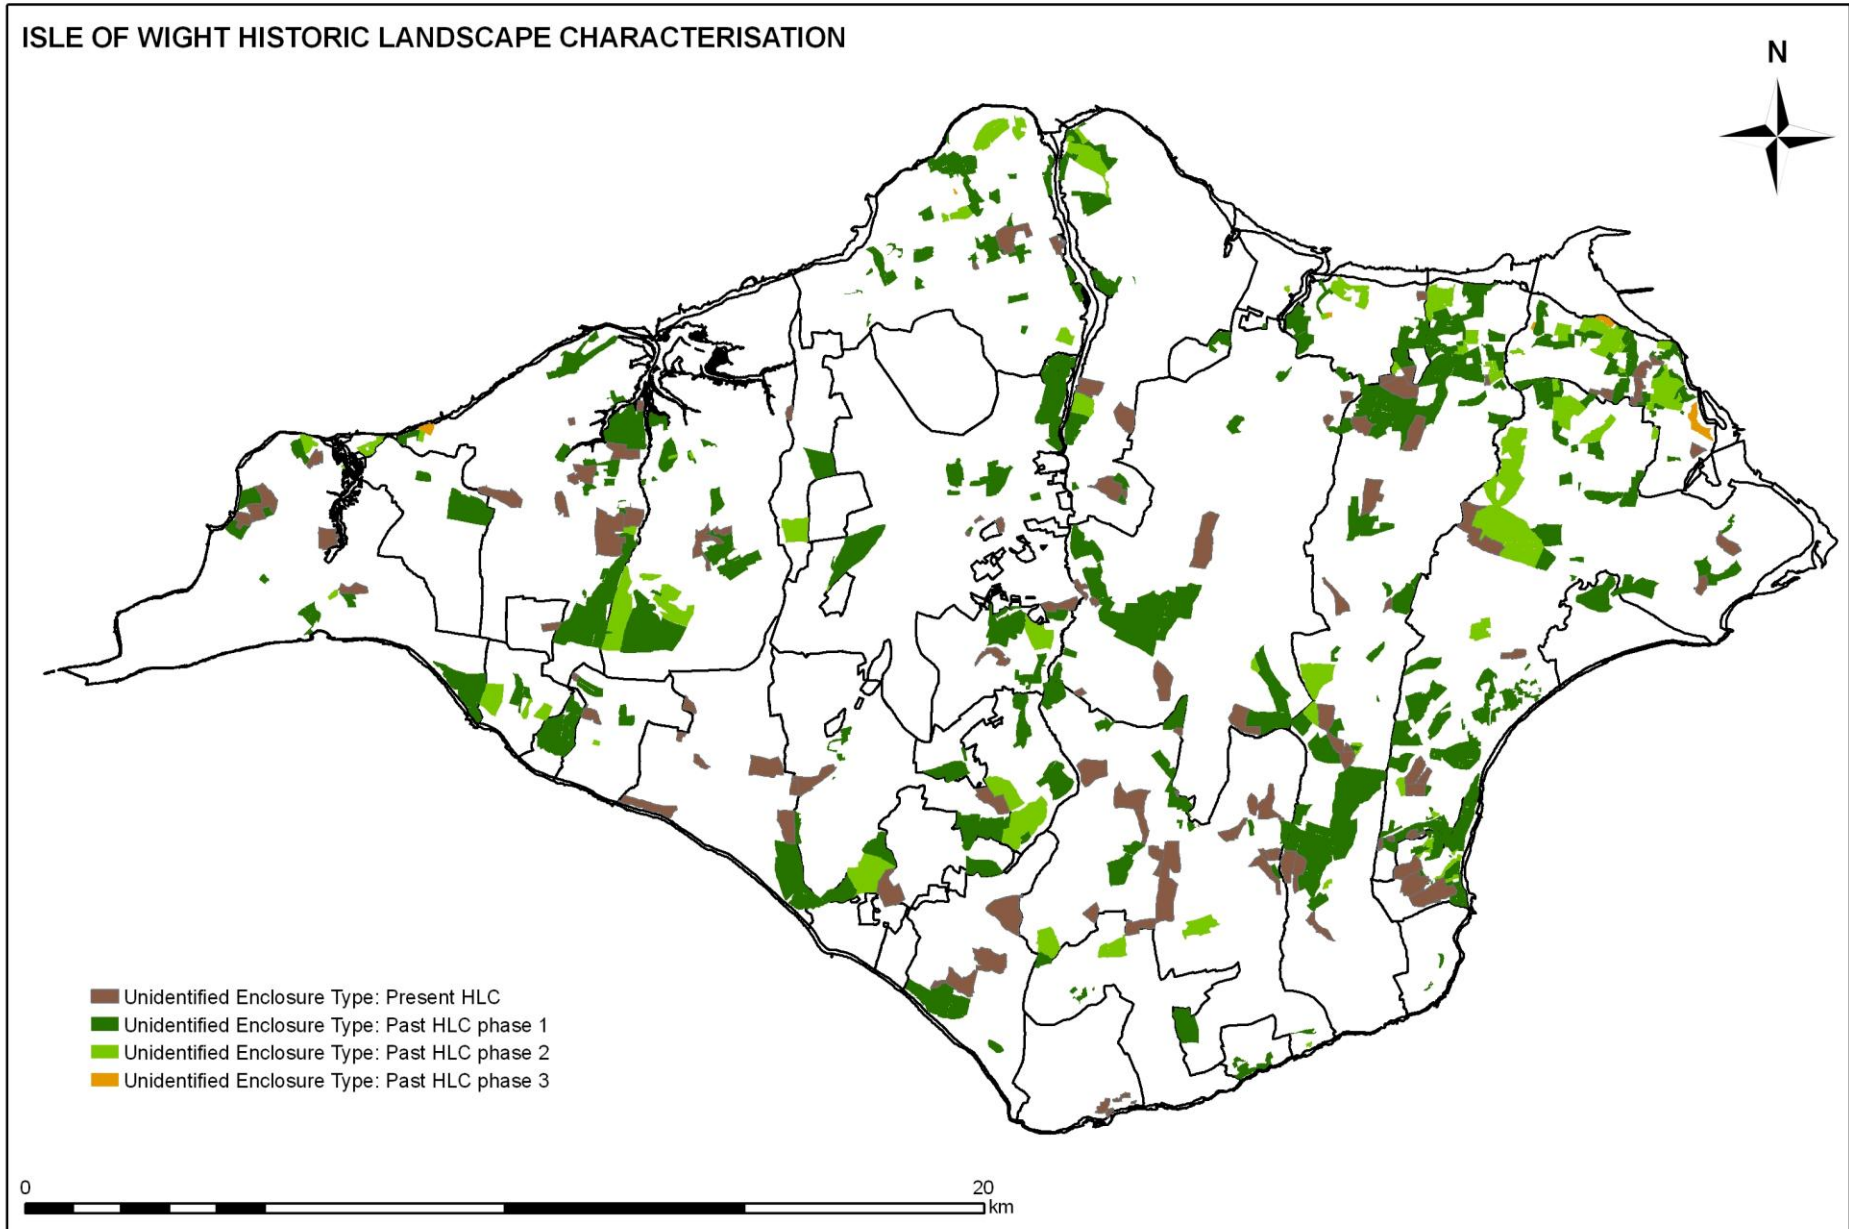 ISLE OF WIGHT HISTORIC LANDSCAPE CHARACTERISATION
N
Unidentified Enclosure Type: Present HLC
Unidentified Enclosure Type: Past HLC phase 1
Unidentified Enclosure Type: Past HLC phase 2
Unidentified Enclosure Type: Past HLC phase 3
0 20
km